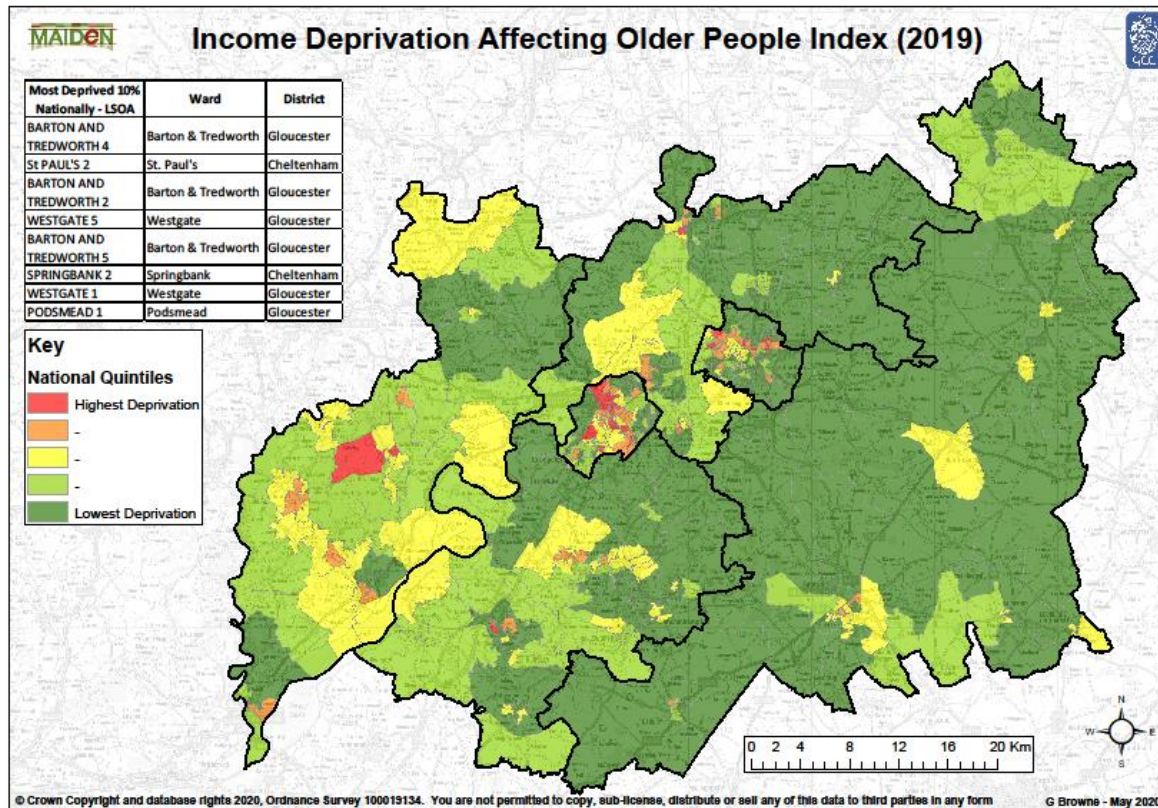 MAIDEN
Income Deprivation Affecting Older People Index (2019)
GCC
Most Deprived 10%
Nationally - LSOA
Ward
District
BARTON AND
TREDWORTH 4
Barton & Tredworth
Gloucester
St PAUL'S 2
St. Paul's
Cheltenham
BARTON AND
TREDWORTH 2
Barton & Tredworth
Gloucester
WESTGATE 5
Westgate
Gloucester
BARTON AND
TREDWORTH 5
Barton & Tredworth
Gloucester
SPRINGBANK 2
Springbank
Cheltenham
WESTGATE 1
Westgate
Gloucester
PODSMEAD 1
Podsmead
Gloucester
Key
National Quintiles
Highest Deprivation
-
-
-
Lowest Deprivation
N
W
E
S
0 2 4 8 12 16 20 Km
© Crown Copyright and database rights 2020, Ordnance Survey 100019134. You are not permitted to copy, sub-license, distribute or sell any of this data to third parties in any form
G Browne - May 2020